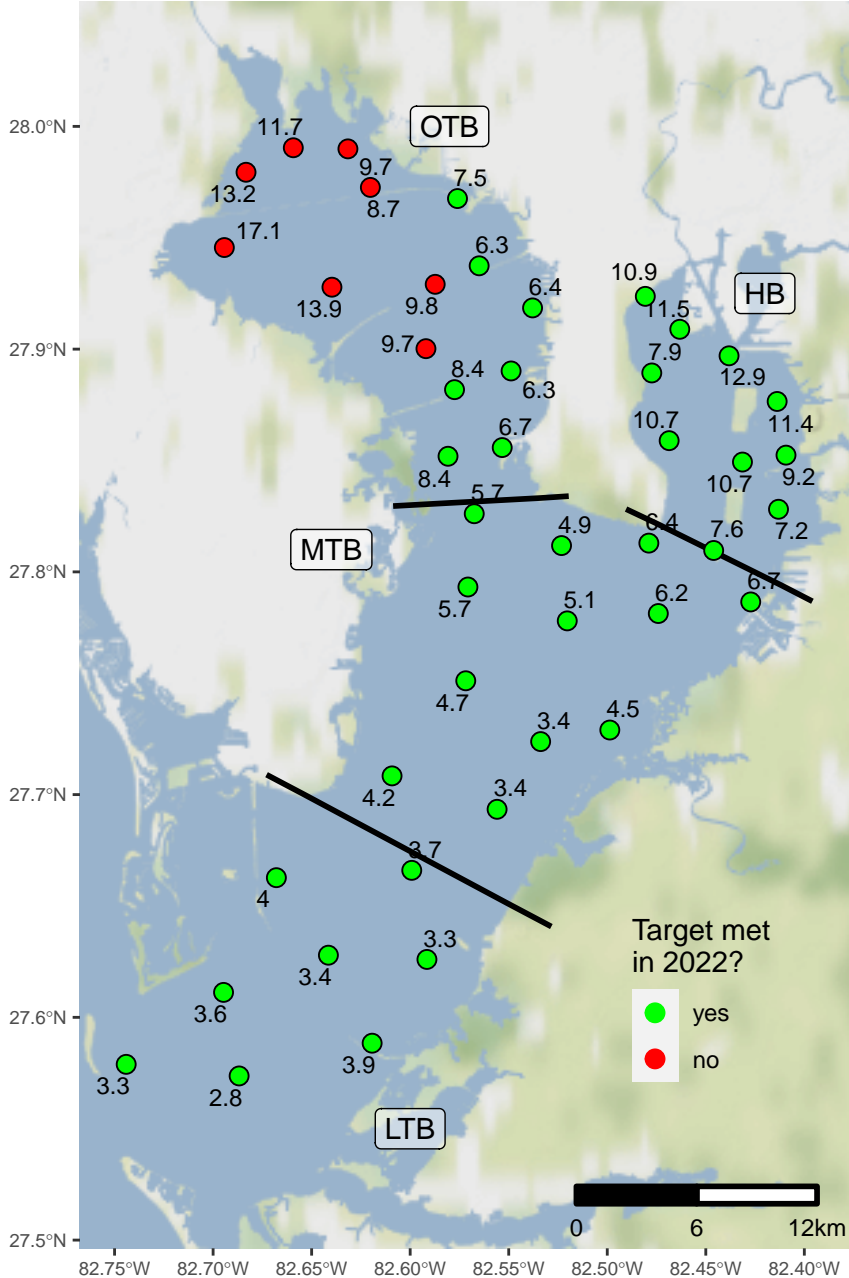 28.0°N
27.9°N
27.8°N
27.7°N
27.6°N
27.5°N
11.7
OTB
9.7
13.2
8.7
7.5
17.1
6.3
13.9
9.8
6.4
10.9
HB
11.5
9.7
8.4
6.3
7.9
12.9
11.4
6.7
10.7
8.4
10.7
9.2
5.7
4.9
6.4
7.6
7.2
MTB
5.7
5.1
6.2
6.7
4.7
3.4
4.5
4.2
3.4
3.7
4
3.4
3.3
3.6
3.9
3.3
2.8
LTB
Target met
in 2022?
yes
no
0 6 12km
82.75°W 82.70°W 82.65°W 82.60°W 82.55°W 82.50°W 82.45°W 82.40°W